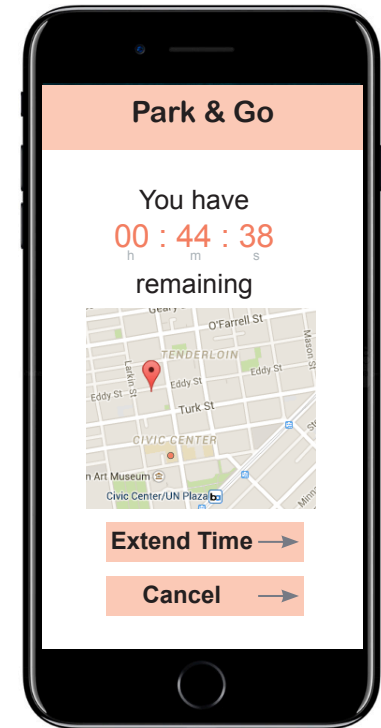 Park & Go
You have
00 : 44 : 38
h m s
remaining
Geary
O'Farrell St
Mason St
TENDERLOIN
Larkin St
Eddy St
Eddy St
Eddy St
Turk St
CIVIC CENTER
n Art Museum
Civic Center/UN Plaza
Extend Time
Cancel